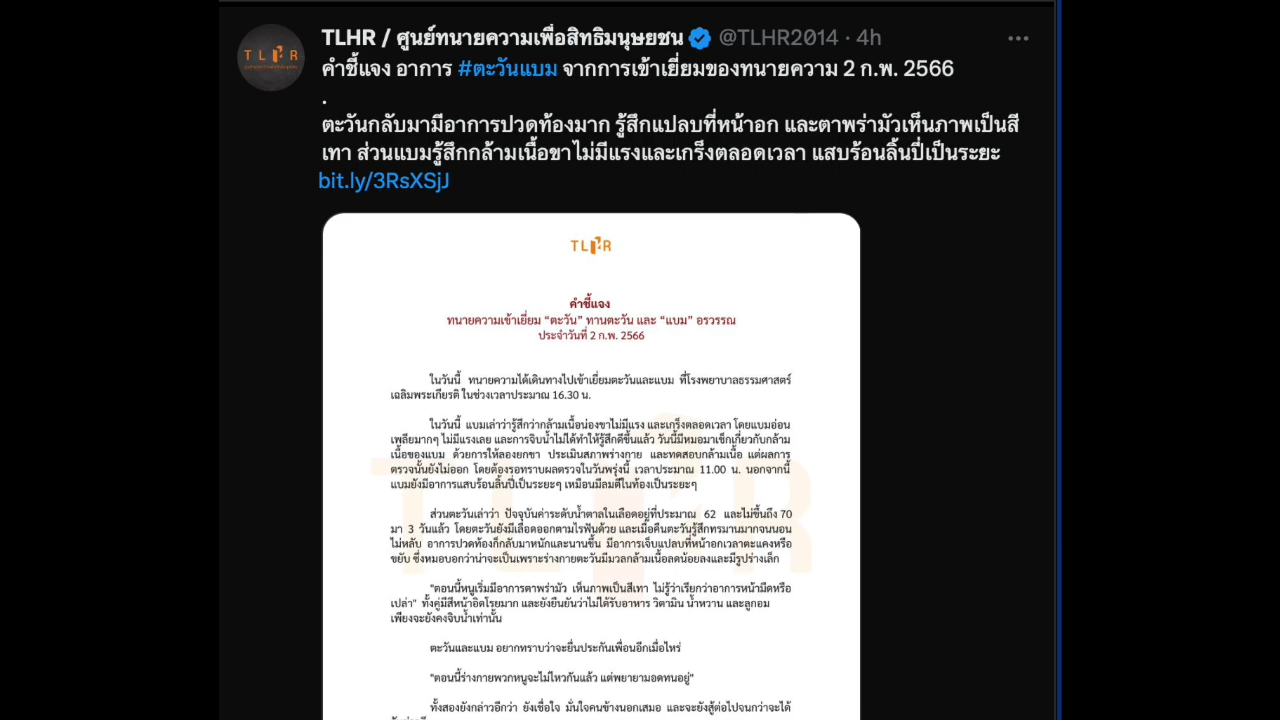 TLHR
TLHR / ศูนย์ทนายความเพื่อสิทธิมนุษยชน @TLHR2014 · 4h
คำชี้แจง อาการ #ตะวันแบม จากการเข้าเยี่ยมของทนายความ 2 ก.พ. 2566
.
ตะวันกลับมามีอาการปวดท้องมาก รู้สึกแปลบที่หน้าอก และตาพร่ามัวเห็นภาพเป็นสี
เทา ส่วนแบมรู้สึกกล้ามเนื้อขาไม่มีแรงและเกร็งตลอดเวลา แสบร้อนลิ้นปี่เป็นระยะ
bit.ly/3RsXSjJ
TLHR
คำชี้แจง
ทนายความเข้าเยี่ยม “ตะวัน” ทานตะวัน และ “แบม” อรวรรณ
ประจำวันที่ 2 ก.พ. 2566
ในวันนี้ ทนายความได้เดินทางไปเข้าเยี่ยมตะวันและแบม ที่โรงพยาบาลธรรมศาสตร์
เฉลิมพระเกียรติ ในช่วงเวลาประมาณ 16.30 น.
ในวันนี้ แบมเล่าว่ารู้สึกว่ากล้ามเนื้อน่องขาไม่มีแรง และเกร็งตลอดเวลา โดยแบมอ่อน
เพลียมากๆ ไม่มีแรงเลย และการจิบน้ำไม่ได้ทำให้รู้สึกดีขึ้นแล้ว วันนี้มีหมอมาเช็กเกี่ยวกับกล้าม
เนื้อของแบม ด้วยการให้ลองยกขา ประเมินสภาพร่างกาย และทดสอบกล้ามเนื้อ แต่ผลการ
ตรวจนั้นยังไม่ออก โดยต้องรอทราบผลตรวจในวันพรุ่งนี้ เวลาประมาณ 11.00 น. นอกจากนี้
แบมยังมีอาการแสบร้อนลิ้นปี่เป็นระยะๆ เหมือนมีลมตีในท้องเป็นระยะๆ
ส่วนตะวันเล่าว่า ปัจจุบันค่าระดับน้ำตาลในเลือดอยู่ที่ประมาณ 62 และไม่ขึ้นถึง 70
มา 3 วันแล้ว โดยตะวันยังมีเลือดออกตามไรฟันด้วย และเมื่อคืนตะวันรู้สึกทรมานมากจนนอน
ไม่หลับ อาการปวดท้องก็กลับมาหนักและนานขึ้น มีอาการเจ็บแปลบที่หน้าอกเวลาตะแคงหรือ
ขยับ ซึ่งหมอบอกว่าน่าจะเป็นเพราะร่างกายตะวันมีมวลกล้ามเนื้อลดน้อยลงและมีรูปร่างเล็ก
"ตอนนี้หนูเริ่มมีอาการตาพร่ามัว เห็นภาพเป็นสีเทา ไม่รู้ว่าเรียกว่าอาการหน้ามืดหรือ
เปล่า" ทั้งคู่มีสีหน้าอิดโรยมาก และยังยืนยันว่าไม่ได้รับอาหาร วิตามิน น้ำหวาน และลูกอม
เพียงจะยังคงจิบน้ำเท่านั้น
ตะวันและแบม อยากทราบว่าจะยื่นประกันเพื่อนอีกเมื่อไหร่
"ตอนนี้ร่างกายพวกหนูจะไม่ไหวกันแล้ว แต่พยายามอดทนอยู่"
ทั้งสองยังกล่าวอีกว่า ยังเชื่อใจ มั่นใจคนข้างนอกเสมอ และจะยังสู้ต่อไปจนกว่าจะได้